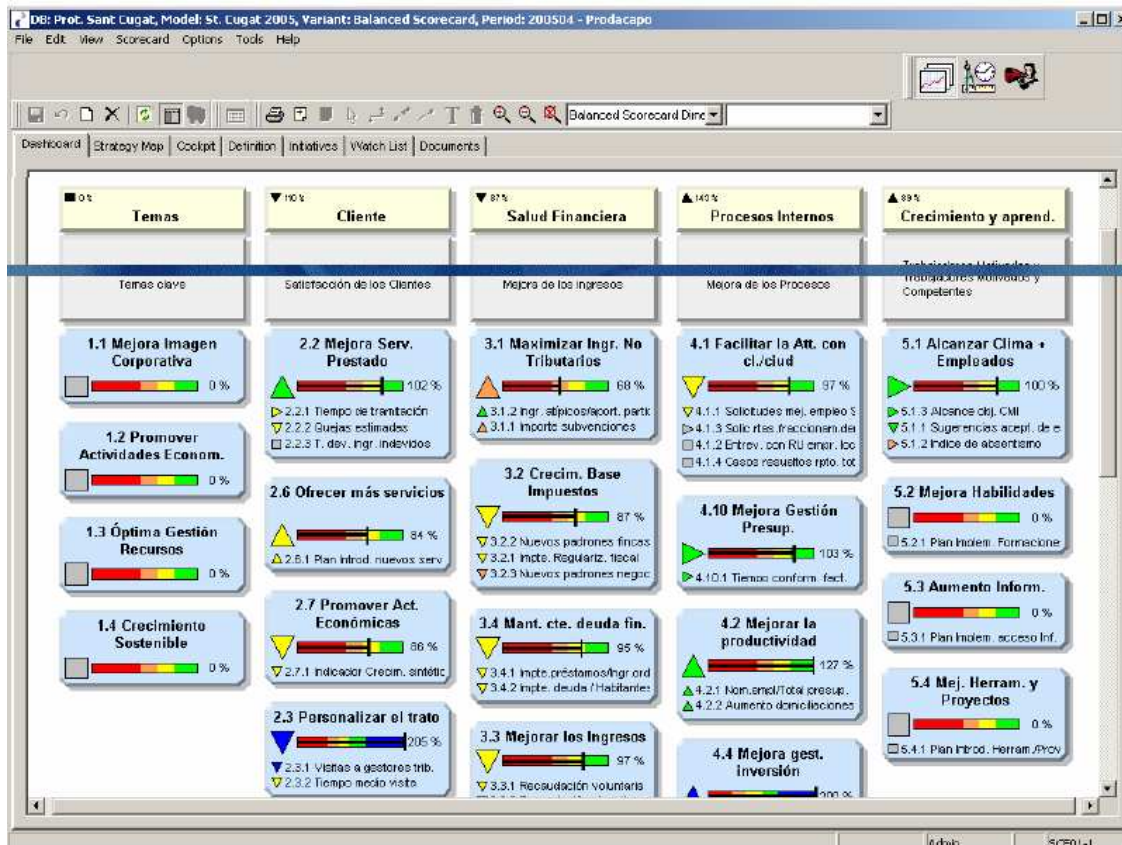 DB: Prot. Sant Cugat, Model: St. Cugat 2005, Variant: Balanced Scorecard, Period: 200504 - Prodacapo
File Edit View Scorecard Options Tools Help
Balanced Scorecard Dire
Dashboard Strategy Map Cockpit Definition Initiatives Watch List Documents
0 %
Temas
Temas clave
1.1 Mejora Imagen
Corporativa
0 %
1.2 Promover
Actividades Econom.
0 %
1.3 Óptima Gestión
Recursos
0 %
1.4 Crecimiento
Sostenible
0 %
110 %
Cliente
Satisfacción de los Clientes
2.2 Mejora Serv.
Prestado
102 %
2.2.1 Tiempo de tramitación
2.2.2 Quejas estimadas
2.2.3 T. dev. ingr. indevidos
2.6 Ofrecer más servicios
84 %
2.6.1 Plan introd. nuevos serv
2.7 Promover Act.
Económicas
86 %
2.7.1 Indicador Crecim. sintétic
2.3 Personalizar el trato
205 %
2.3.1 Visitas a gestores trib.
2.3.2 Tiempo medio visita
87 %
Salud Financiera
Mejora de los ingresos
3.1 Maximizar Ingr. No
Tributarios
68 %
3.1.2 Ingr. atípicos/aport. partic
3.1.1 Importe subvenciones
3.2 Crecim. Base
Impuestos
87 %
3.2.2 Nuevos padrones fincas
3.2.1 Impte. Regulariz. fiscal
3.2.3 Nuevos padrones negoc
3.4 Mant. cte. deuda fin.
95 %
3.4.1 Impte.préstamos/Ingr.ord
3.4.2 Impte. deuda / Habitantes
3.3 Mejorar los Ingresos
97 %
3.3.1 Recaudación voluntaria
Procesos Internos
Mejora de los Procesos
4.1 Facilitar la Att. con
cl./ciud
97 %
4.1.1 Solicitudes mej. empleo S
4.1.3 Solic rtas.fraccionam.de
4.1.2 Entrev. con RU empr. loc
4.1.4 Casos resueltos rpto. tot
4.10 Mejora Gestión
Presup.
103 %
4.10.1 Tiempo conform. fact.
4.2 Mejorar la
productividad
127 %
4.2.1 Nom.empl/Total presup.
4.2.2 Aumento domiciliaciones
4.4 Mejora gest.
inversión
200 %
89 %
Crecimiento y aprend.
Trabajadores Motivados y
Competentes
5.1 Alcanzar Clima +
Empleados
100 %
5.1.3 Alcance obj. CMI
5.1.1 Sugerencias acept. de e
5.1.2 Indice de absentismo
5.2 Mejora Habilidades
0 %
5.2.1 Plan Implem. Formacione
5.3 Aumento Inform.
0 %
5.3.1 Plan Implem. acceso Inf.
5.4 Mej. Herram. y
Proyectos
0 %
5.4.1 Plan Introd. Herram./Prov
Admin